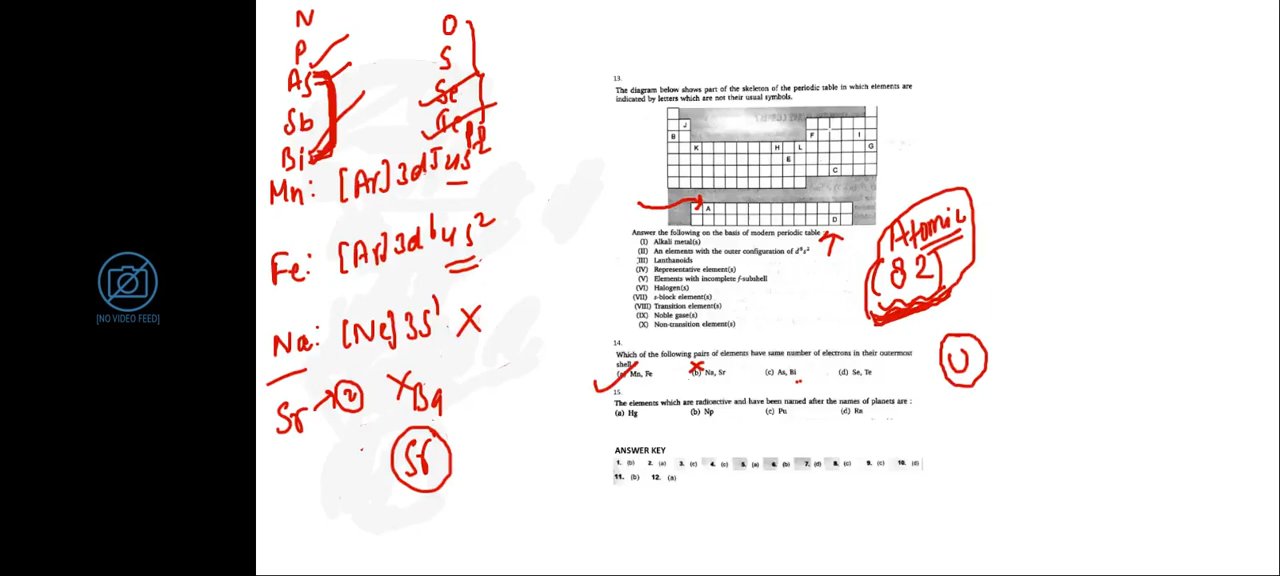 N
P
As
Sb
Bi
O
S
Se
Mn: [Ar]3d5 4s2
Fe: [Ar]3d6 4s2
Na: [Ne]3s1 X
Sr → 2
X
Sr
[NO VIDEO FEED]
13.
The diagram below shows part of the skeleton of the periodic table in which elements are
indicated by letters which are not their usual symbols.
J
B F I
K H L G
E
C
A
D
Answer the following on the basis of modern periodic table
(I) Alkali metal(s)
(II) An elements with the outer configuration of d⁸s²
(III) Lanthanoids
(IV) Representative element(s)
(V) Elements with incomplete f-subshell
(VI) Halogen(s)
(VII) s-block element(s)
(VIII) Transition element(s)
(IX) Noble gase(s)
(X) Non-transition element(s)
Atomic
(82)
14.
Which of the following pairs of elements have same number of electrons in their outermost
shell
(a) Mn, Fe (b) Na, Sr (c) As, Bi (d) Se, Te
U
15.
The elements which are radioactive and have been named after the names of planets are :
(a) Hg (b) Np (c) Pu (d) Ra
ANSWER KEY
1. (b) 2. (a) 3. (c) 4. (c) 5. (a) 6. (b) 7. (d) 8. (c) 9. (c) 10. (d)
11. (b) 12. (a)